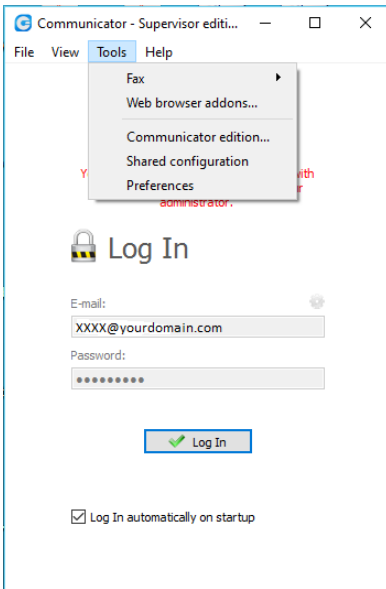 Communicator - Supervisor editi...
File View Tools Help
Fax
Web browser addons...
Communicator edition...
Shared configuration
Preferences
with
administrator.
Log In
E-mail:
XXXX@yourdomain.com
Password:
Log In
Log In automatically on startup